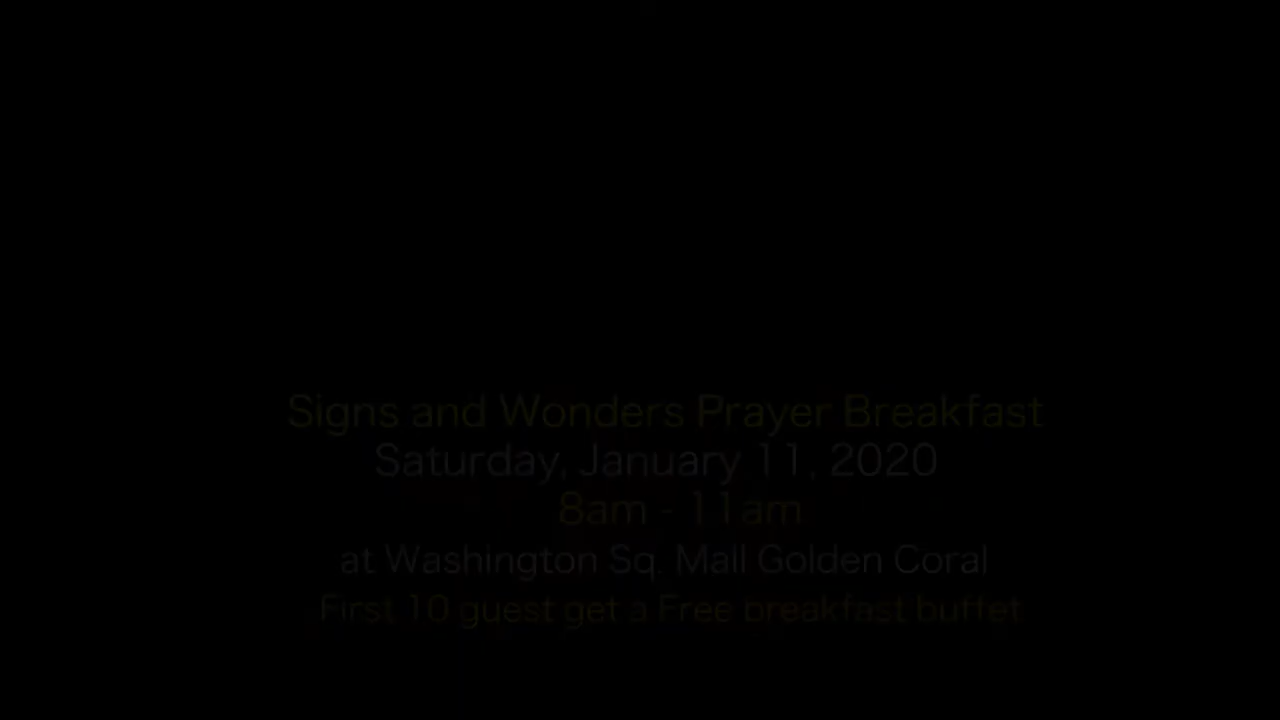 Signs and Wonders Prayer Breakfast
Saturday, January 11, 2020
8am - 11am
at Washington Sq. Mall Golden Coral
First 10 guest get a Free breakfast buffet